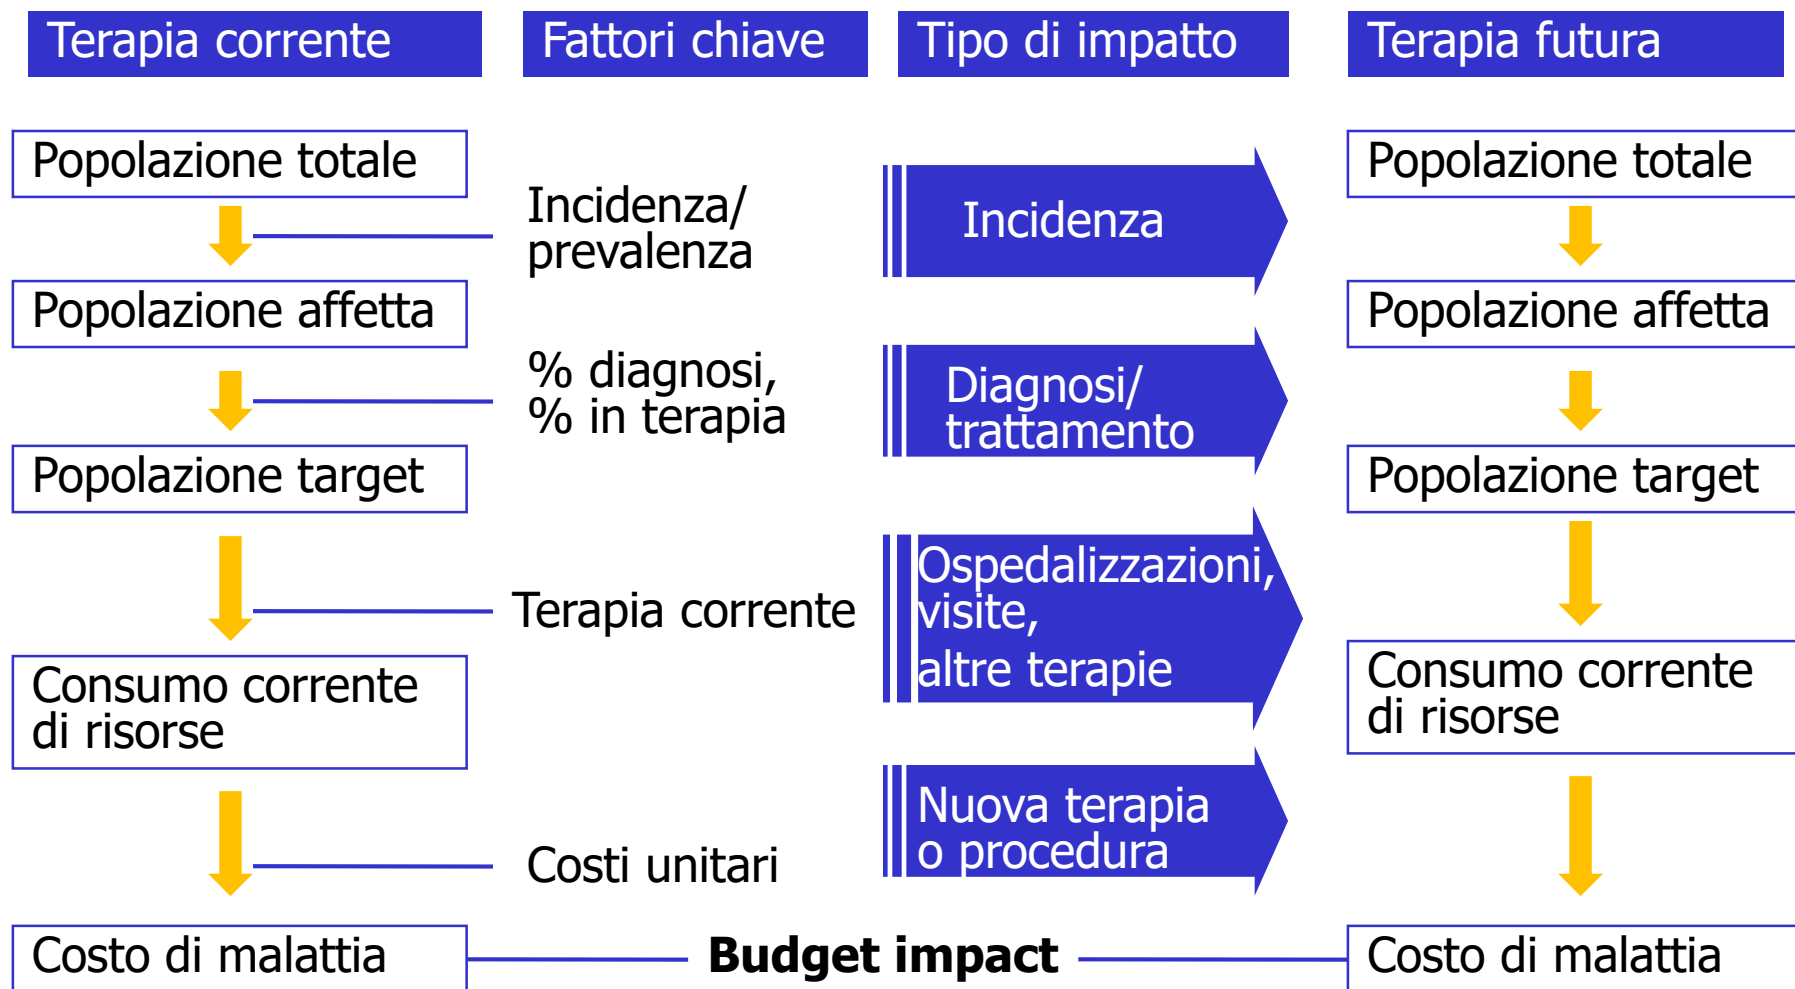 Terapia corrente
Fattori chiave
Tipo di impatto
Terapia futura
Popolazione totale
Incidenza/
prevalenza
Incidenza
Popolazione totale
Popolazione affetta
% diagnosi,
% in terapia
Diagnosi/
trattamento
Popolazione affetta
Popolazione target
Terapia corrente
Ospedalizzazioni,
visite,
altre terapie
Popolazione target
Consumo corrente
di risorse
Costi unitari
Nuova terapia
o procedura
Consumo corrente
di risorse
Costo di malattia
Budget impact
Costo di malattia